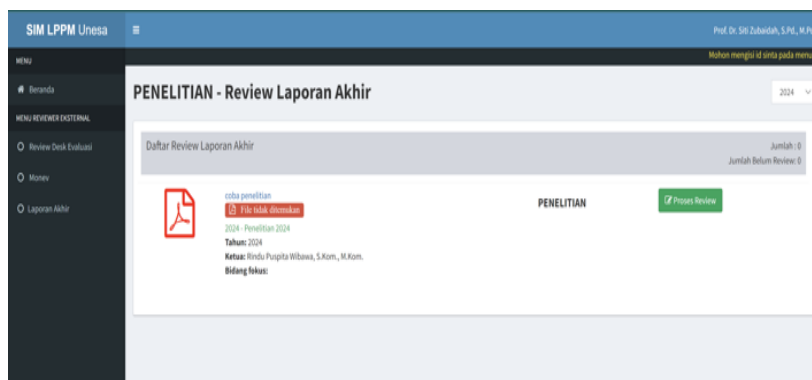 SIM LPPM Unesa
Prof. Dr. Siti Zubaidah, S.Pd., M.Pd
MENU
Mohon mengisi id sinta pada menu
Beranda
PENELITIAN - Review Laporan Akhir
2024
MENU REVIEWER EKSTERNAL
Review Desk Evaluasi
Daftar Review Laporan Akhir
Jumlah : 0
Jumlah Belum Review: 0
Monev
Laporan Akhir
coba penelitian
File tidak ditemukan
2024 - Penelitian 2024
Tahun: 2024
Ketua: Rindu Puspita Wibawa, S.Kom., M.Kom.
Bidang fokus:
PENELITIAN
Proses Review